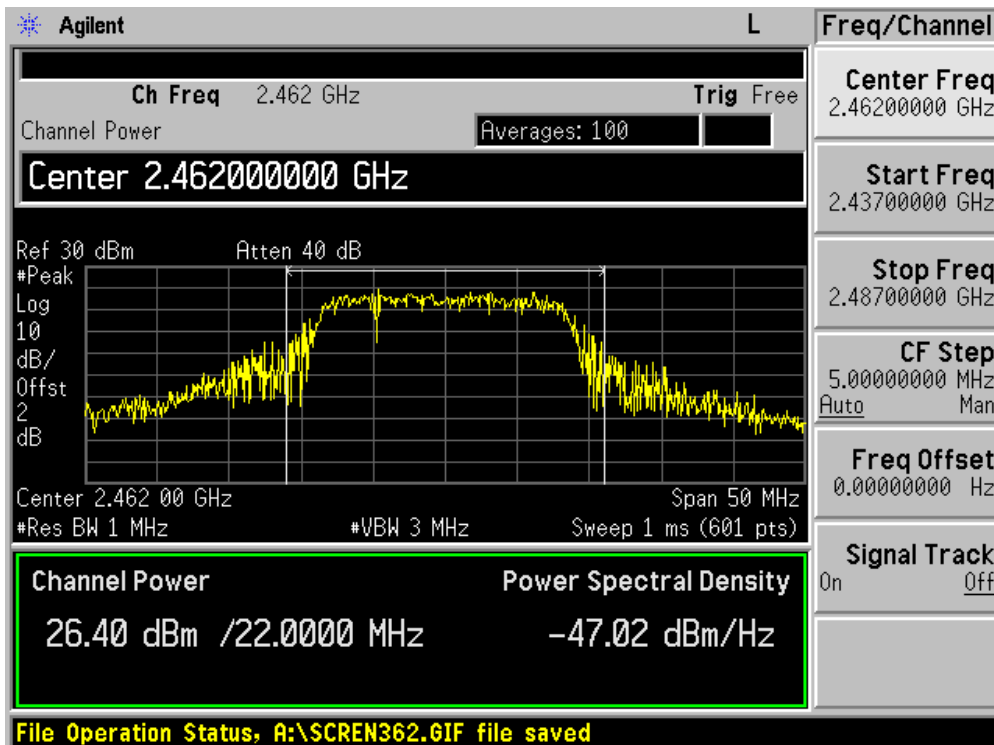 Agilent L Freq/Channel
Ch Freq 2.462 GHz Trig Free
Channel Power Averages: 100
Center 2.462000000 GHz
Ref 30 dBm Atten 40 dB
#Peak
Log
10
dB/
Offst
2
dB
Center 2.462 00 GHz Span 50 MHz
#Res BW 1 MHz #VBW 3 MHz Sweep 1 ms (601 pts)
Channel Power Power Spectral Density
26.40 dBm /22.0000 MHz -47.02 dBm/Hz
File Operation Status, A:\SCREN362.GIF file saved
Center Freq
2.46200000 GHz
Start Freq
2.43700000 GHz
Stop Freq
2.48700000 GHz
CF Step
5.00000000 MHz
Auto Man
Freq Offset
0.00000000 Hz
Signal Track
On Off